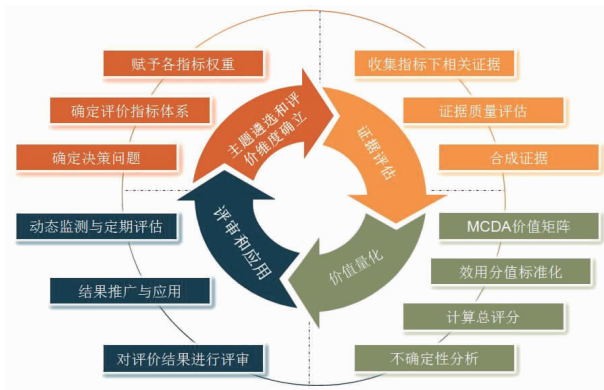 赋予各指标权重
确定评价指标体系
确定决策问题
主题遴选和评
价维度确立
收集指标下相关证据
证据质量评估
合成证据
证据评估
MCDA价值矩阵
效用分值标准化
计算总评分
不确定性分析
价值量化
动态监测与定期评估
结果推广与应用
对评价结果进行评审
评审和应用